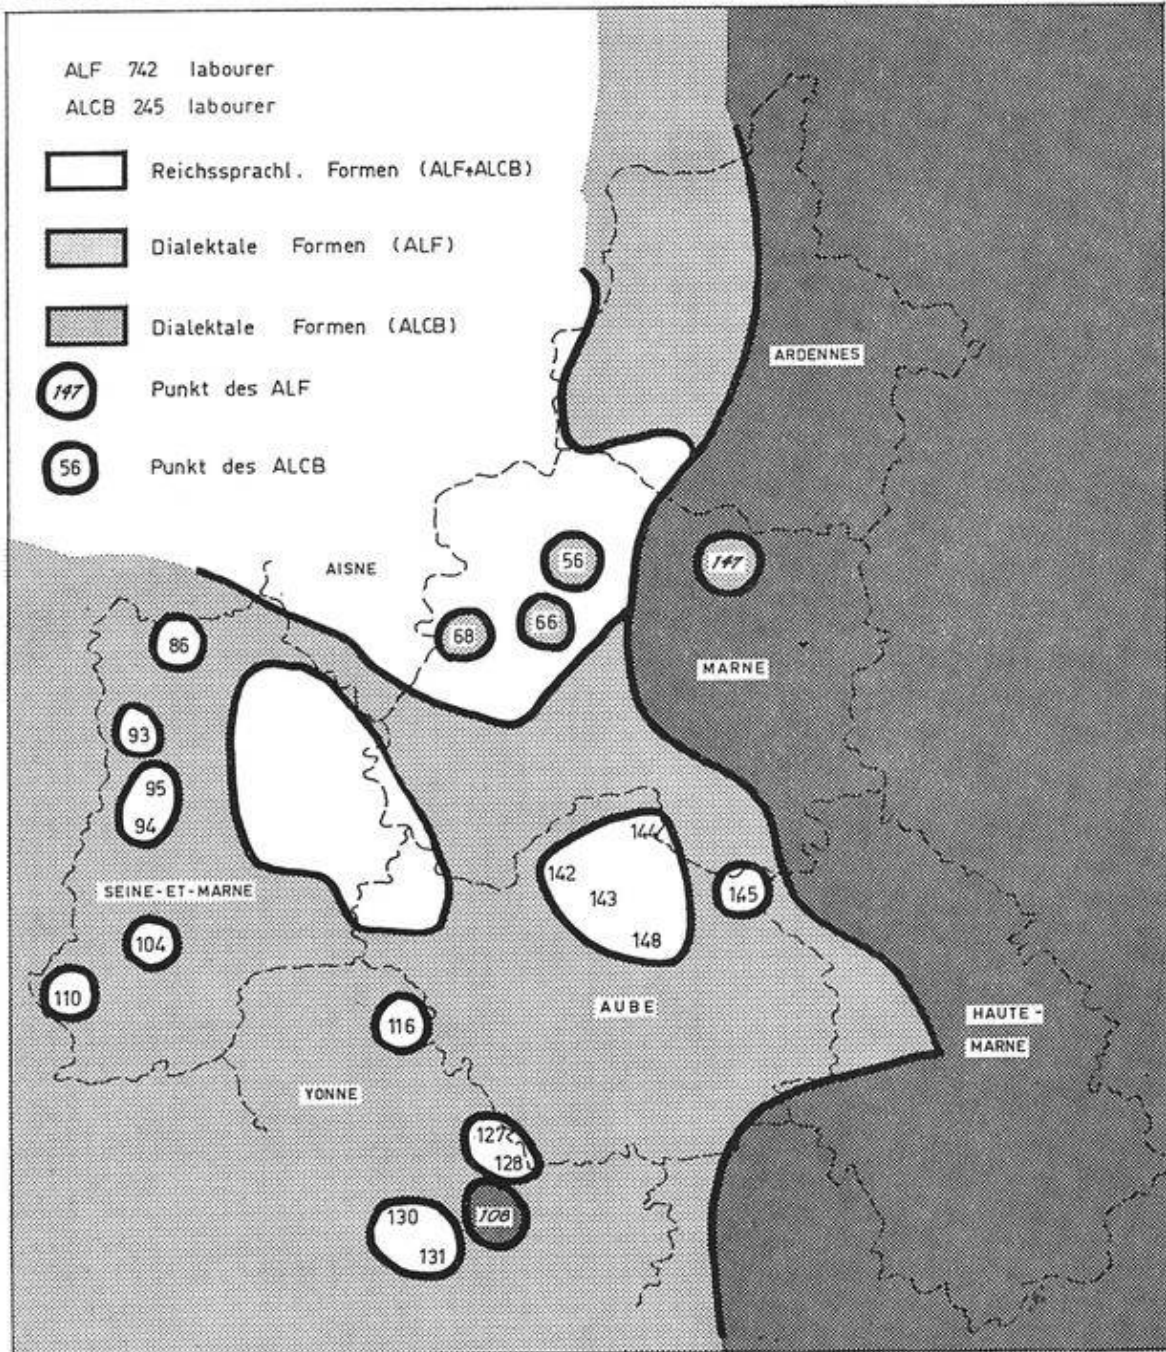 ALF 742 labourer
ALCB 245 labourer
Reichssprachl. Formen (ALF+ALCB)
Dialektale Formen (ALF)
Dialektale Formen (ALCB)
147 Punkt des ALF
56 Punkt des ALCB
ARDENNES
AISNE
56
147
66
68
86
MARNE
93
95
94
144
142
143
145
SEINE-ET-MARNE
148
104
110
116
AUBE
HAUTE-
MARNE
YONNE
127
128
130
108
131